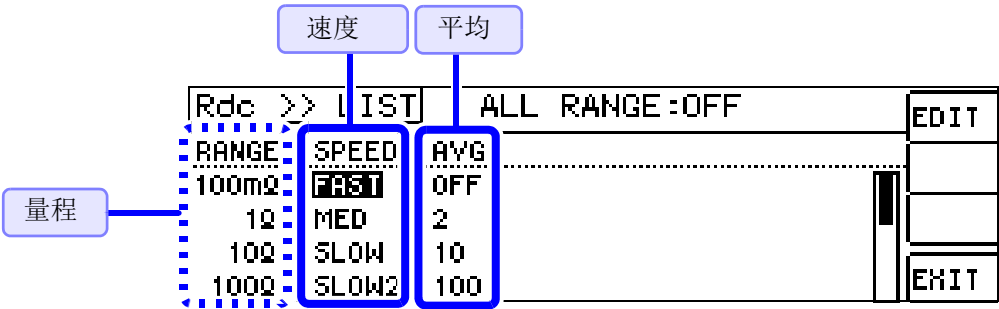 速度 平均
Rdc >> LIST ALL RANGE:OFF EDIT
RANGE SPEED AVG
100mΩ FAST OFF
量程
1Ω MED 2
10Ω SLOW 10
100Ω SLOW2 100 EXIT